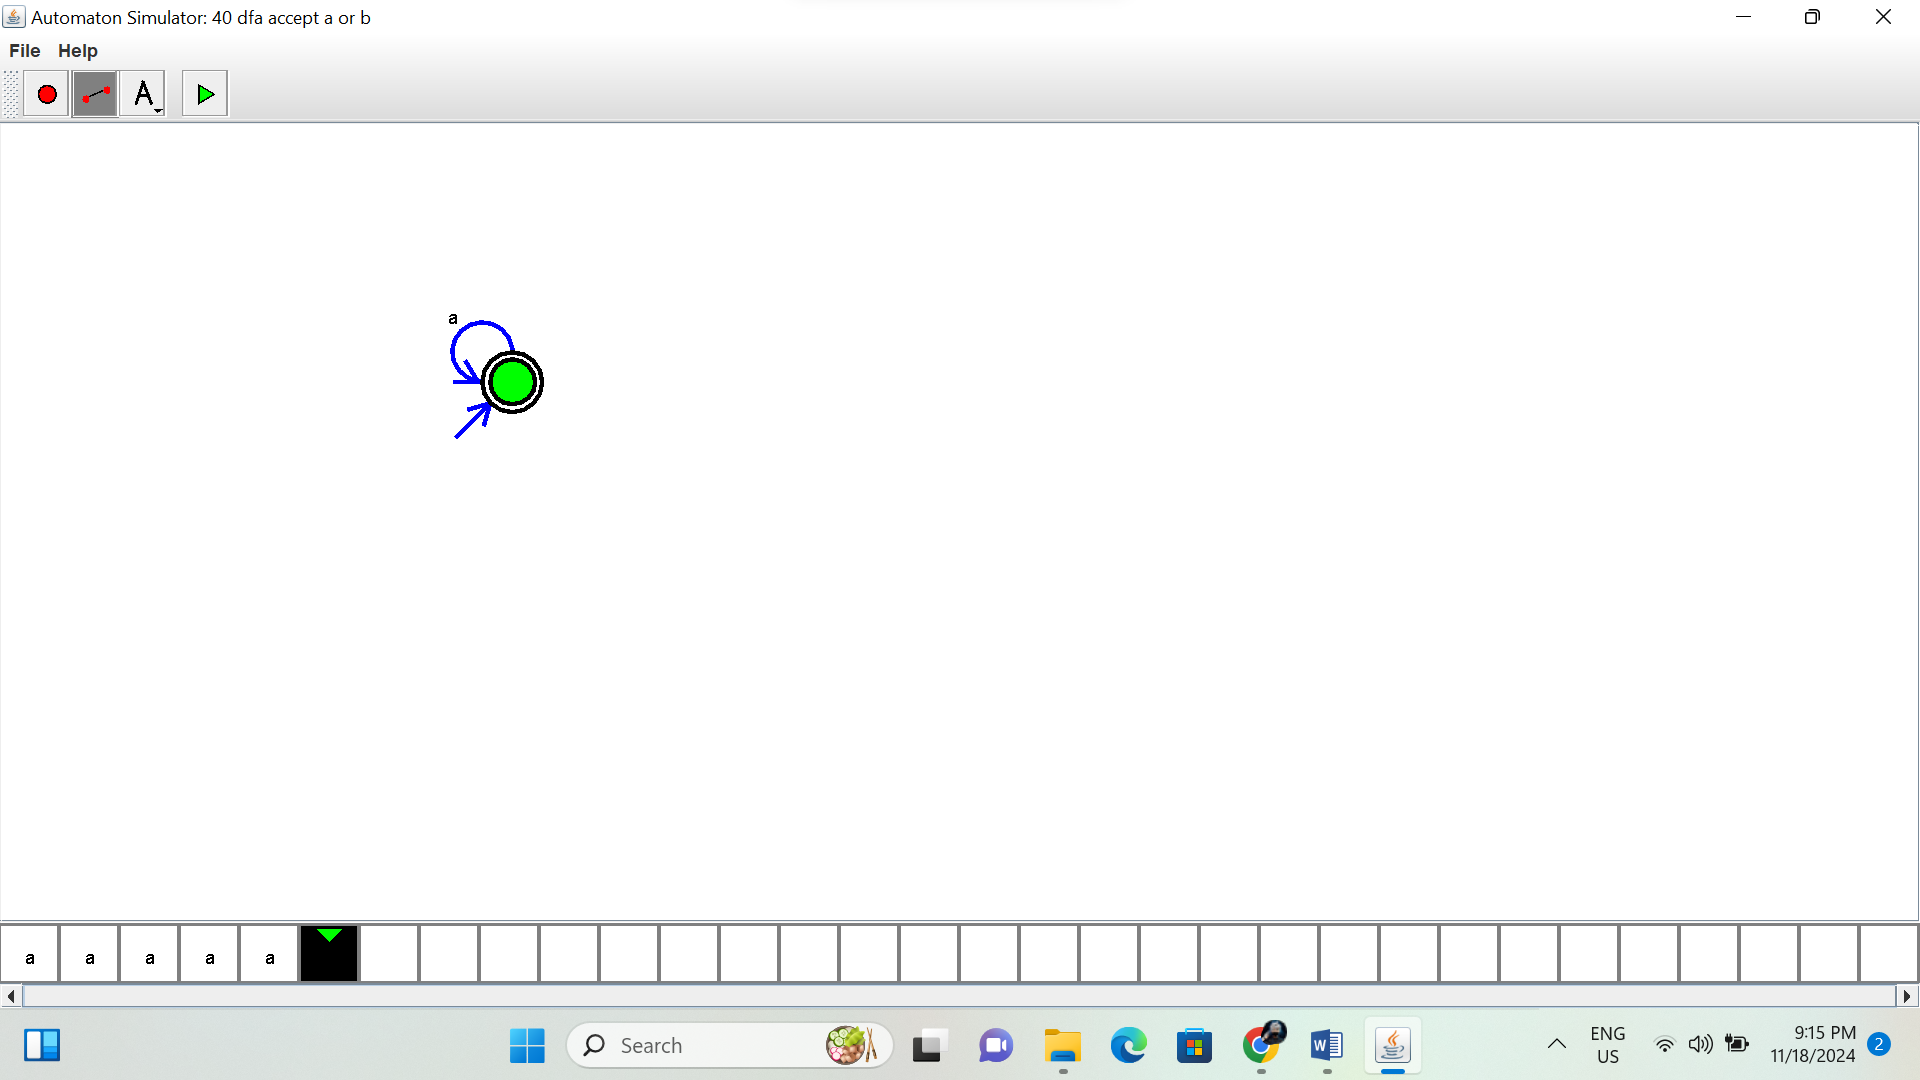 Automaton Simulator: 40 dfa accept a or b
File Help
A
a
a a a a a
Search
W
ENG
US
9:15 PM
11/18/2024
2